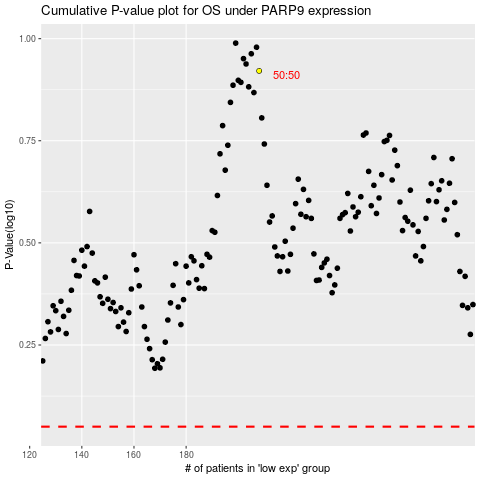 Cumulative P-value plot for OS under PARP9 expression
1.00
50:50
0.75
P-Value(log10)
0.50
0.25
120 140 160 180
# of patients in 'low exp' group